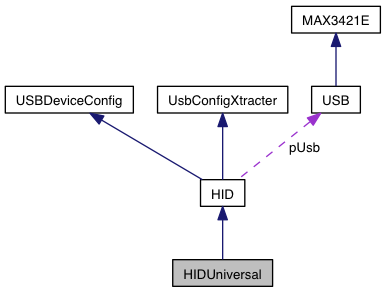 MAX3421E
USBDeviceConfig
UsbConfigXtracter
USB
pUsb
HID
HIDUniversal